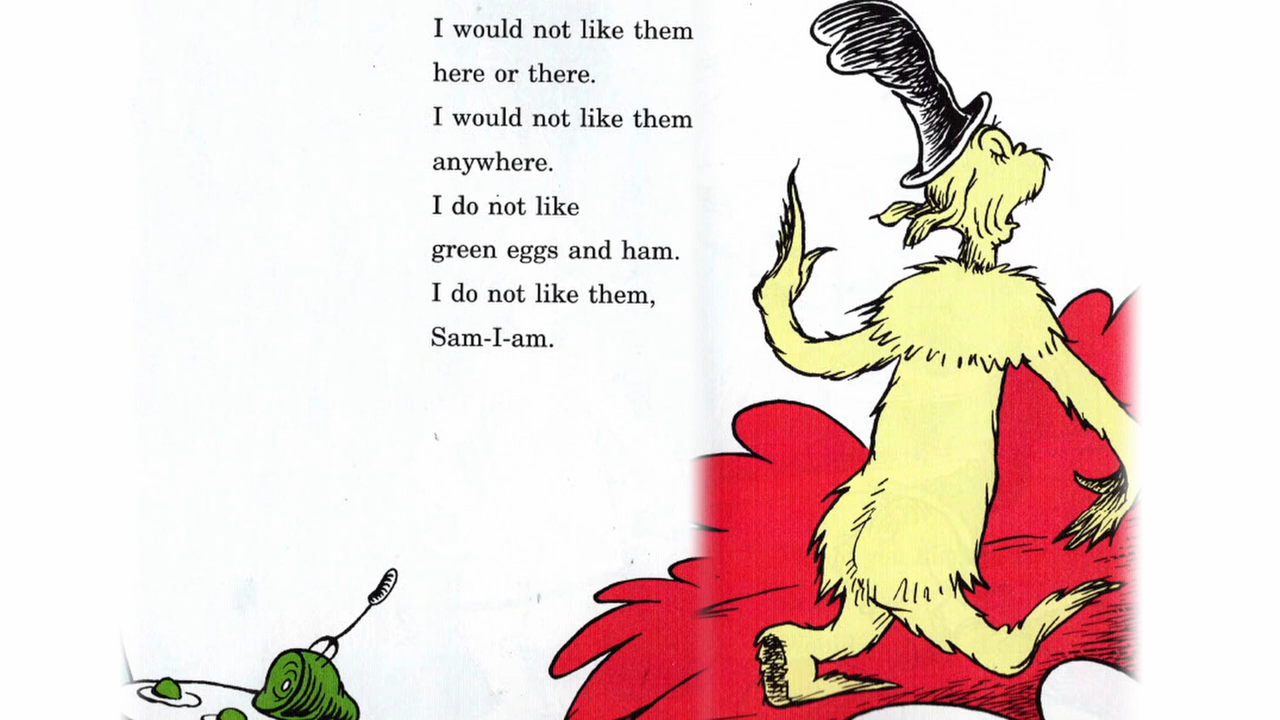 I would not like them
here or there.
I would not like them
anywhere.
I do not like
green eggs and ham.
I do not like them,
Sam-I-am.